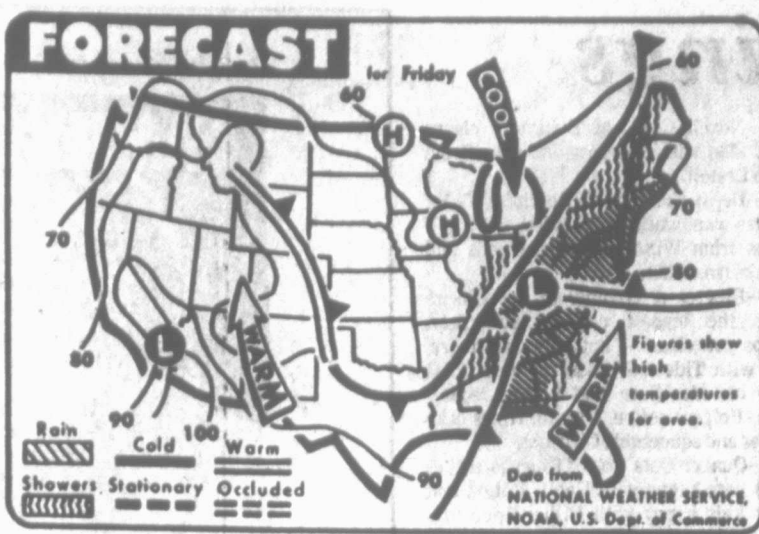 FORECAST
for Friday
60
60
COOL
H
H
70
70
80
L
80
L
WARM
WARM
Figures show
high
temperatures
for area.
90
100
90
Rain
Cold
Warm
Showers
Stationary
Occluded
Data from
NATIONAL WEATHER SERVICE,
NOAA, U.S. Dept. of Commerce